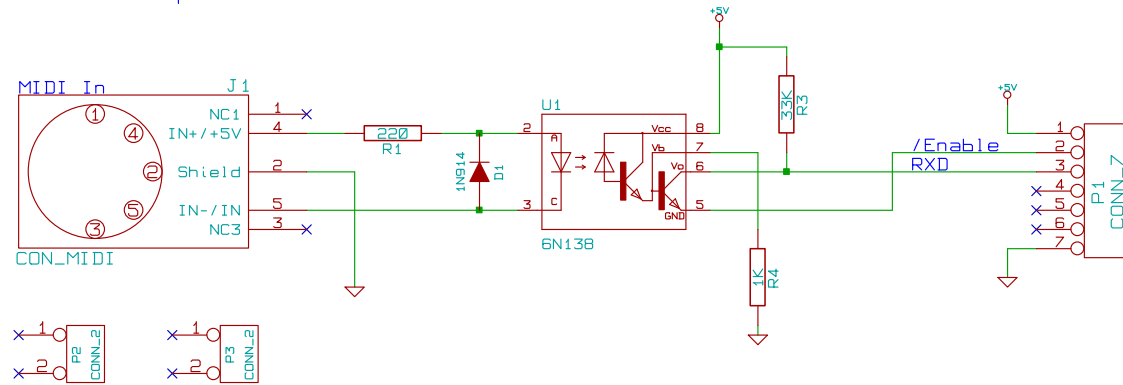 +5V
MIDI In
J1
1
NC1
1
4
IN+/+5V
4
2
Shield
2
5
IN-/IN
5
3
NC3
3
CON_MIDI
220
R1
1N914
D1
U1
2
A
C
3
Vcc
8
Vb
7
Vo
6
GND
5
6N138
33K
R3
1K
R4
/Enable
RXD
+5V
1
2
3
4
5
6
7
P1
CONN_7
1
2
P2
CONN_2
1
2
P3
CONN_2